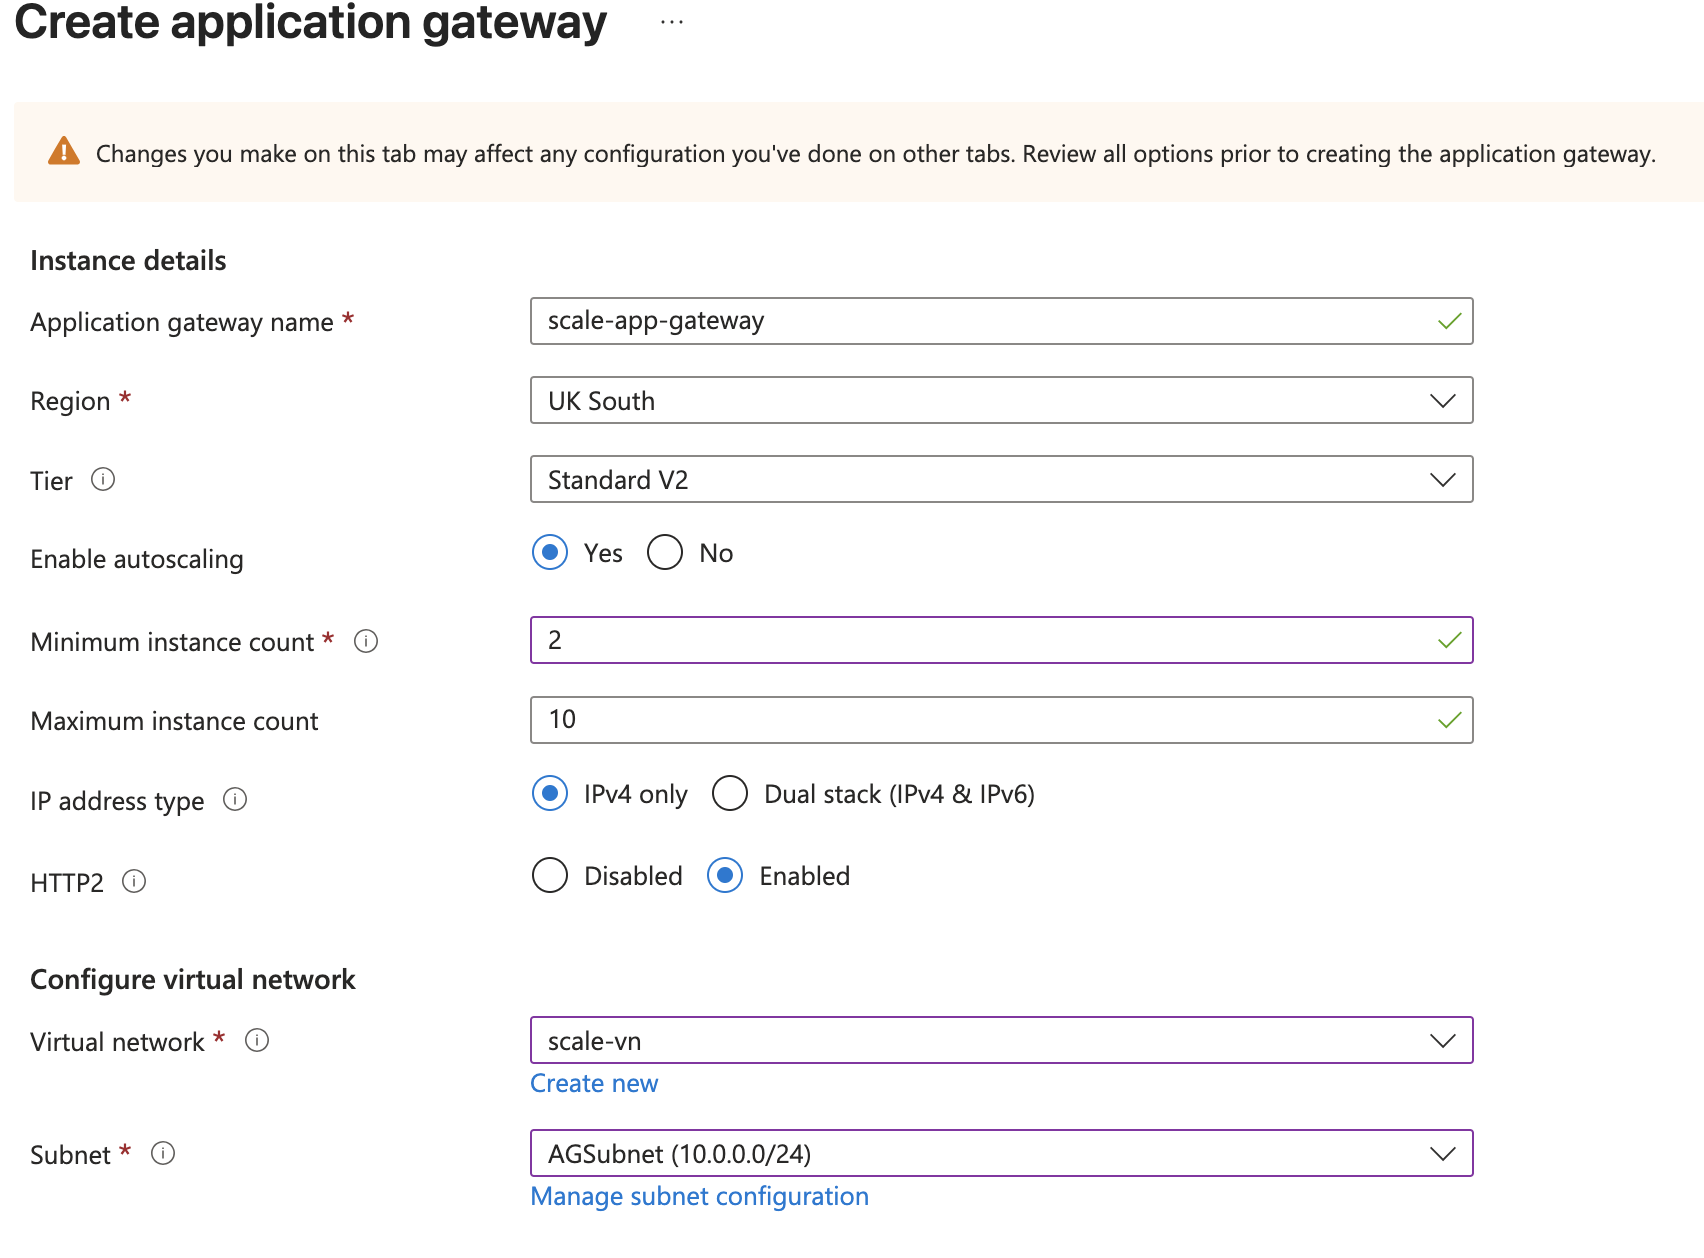 Create application gateway ...
Changes you make on this tab may affect any configuration you've done on other tabs. Review all options prior to creating the application gateway.
Instance details
Application gateway name *
scale-app-gateway
Region *
UK South
Tier
Standard V2
Enable autoscaling
Yes No
Minimum instance count *
2
Maximum instance count
10
IP address type
IPv4 only Dual stack (IPv4 & IPv6)
HTTP2
Disabled Enabled
Configure virtual network
Virtual network *
scale-vn
Create new
Subnet *
AGSubnet (10.0.0.0/24)
Manage subnet configuration